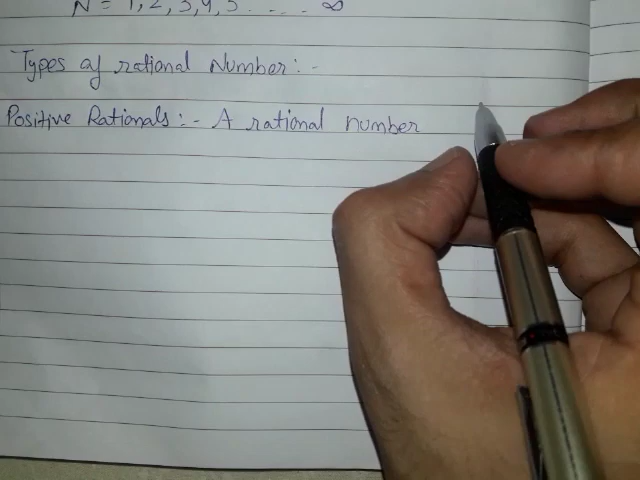 N = 1, 2, 3, 4, 5 . . . . . ∞
Types of rational Number : -
Positive Rationals : - A rational number